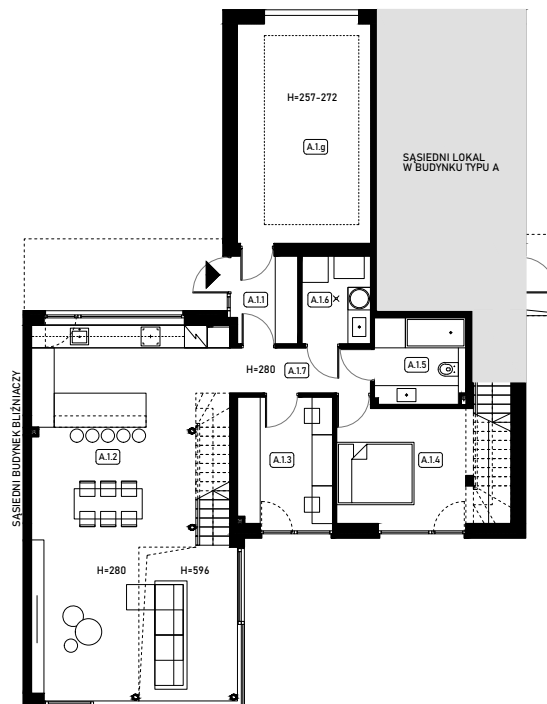 H=257-272
A.1.g
SĄSIEDNI LOKAL
W BUDYNKU TYPU A
A.1.1
A.1.6
A.1.5
H=280
A.1.7
SĄSIEDNI BUDYNEK BLIŹNIACZY
A.1.2
A.1.3
A.1.4
H=280
H=596